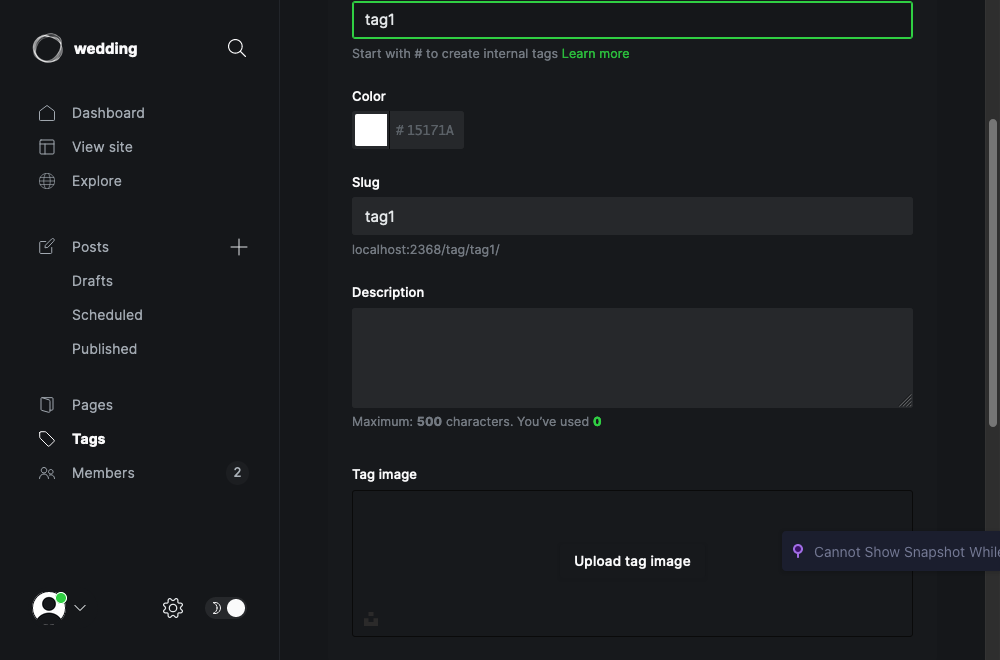 wedding
Dashboard
View site
Explore
Posts
Drafts
Scheduled
Published
Pages
Tags
Members 2
tag1
Start with # to create internal tags Learn more
Color
# 15171A
Slug
tag1
localhost:2368/tag/tag1/
Description
Maximum: 500 characters. You’ve used 0
Tag image
Upload tag image
Cannot Show Snapshot While